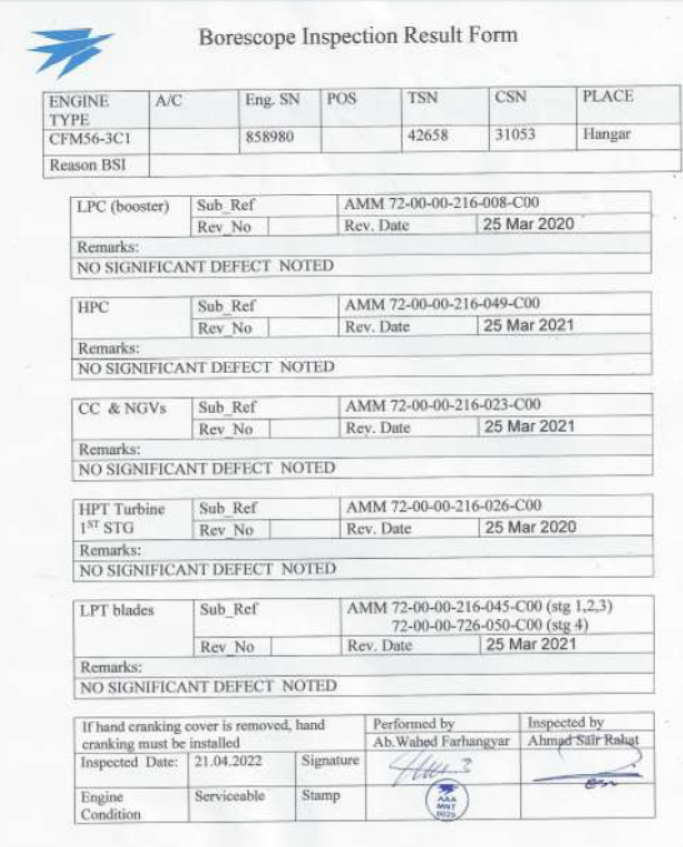 Borescope Inspection Result Form
ENGINE TYPE A/C Eng. SN POS TSN CSN PLACE
CFM56-3C1 858980 42658 31053 Hangar
Reason BSI
LPC (booster) Sub_Ref AMM 72-00-00-216-008-C00
Rev_No Rev. Date 25 Mar 2020
Remarks:
NO SIGNIFICANT DEFECT NOTED
HPC Sub_Ref AMM 72-00-00-216-049-C00
Rev_No Rev. Date 25 Mar 2021
Remarks:
NO SIGNIFICANT DEFECT NOTED
CC & NGVs Sub_Ref AMM 72-00-00-216-023-C00
Rev_No Rev. Date 25 Mar 2021
Remarks:
NO SIGNIFICANT DEFECT NOTED
HPT Turbine Sub_Ref AMM 72-00-00-216-026-C00
1ST STG Rev_No Rev. Date 25 Mar 2020
Remarks:
NO SIGNIFICANT DEFECT NOTED
LPT blades Sub_Ref AMM 72-00-00-216-045-C00 (stg 1,2,3)
72-00-00-726-050-C00 (stg 4)
Rev_No Rev. Date 25 Mar 2021
Remarks:
NO SIGNIFICANT DEFECT NOTED
If hand cranking cover is removed, hand Performed by Inspected by
cranking must be installed Ab.Wahed Farhangyar Ahmad Sair Rahat
Inspected Date: 21.04.2022 Signature
Engine Serviceable Stamp
Condition
AAA
MNT